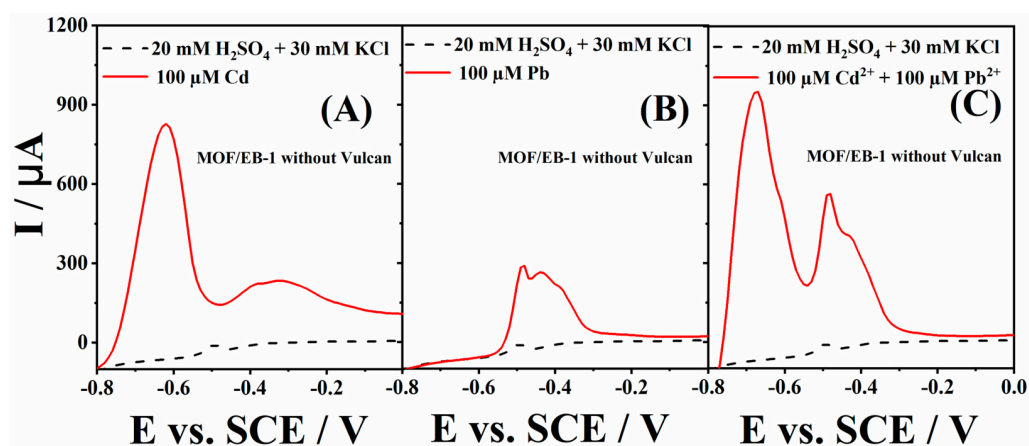 1200
900
600
300
0
I / µA
20 mM H₂SO₄ + 30 mM KCl
100 µM Cd
(A)
MOF/EB-1 without Vulcan
-0.8 -0.6 -0.4 -0.2
E vs. SCE / V
20 mM H₂SO₄ + 30 mM KCl
100 µM Pb
(B)
MOF/EB-1 without Vulcan
-0.8 -0.6 -0.4 -0.2
E vs. SCE / V
20 mM H₂SO₄ + 30 mM KCl
100 µM Cd²⁺ + 100 µM Pb²⁺
(C)
MOF/EB-1 without Vulcan
-0.8 -0.6 -0.4 -0.2 0.0
E vs. SCE / V